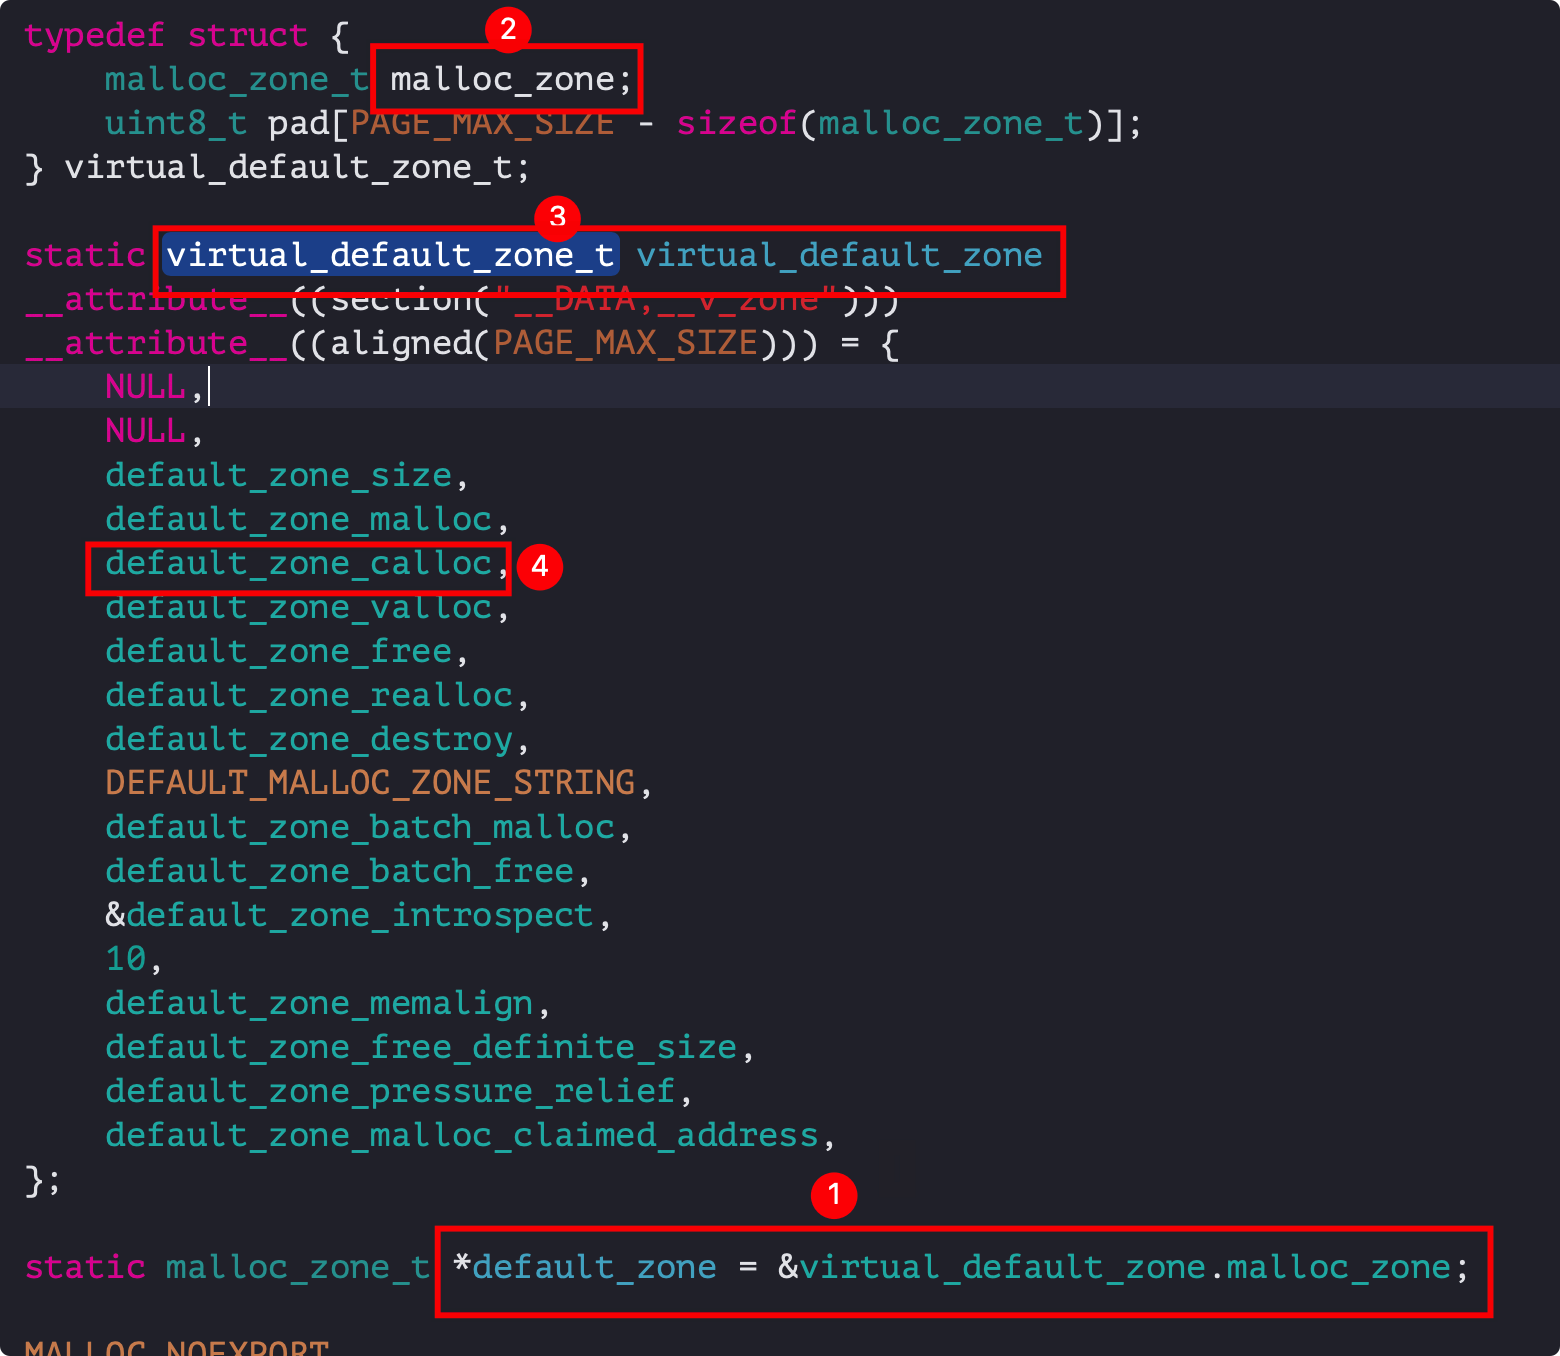 typedef struct {
2
malloc_zone_t malloc_zone;
uint8_t pad[PAGE_MAX_SIZE - sizeof(malloc_zone_t)];
} virtual_default_zone_t;
3
static virtual_default_zone_t virtual_default_zone
__attribute__((section("__DATA,__v_zone")))
__attribute__((aligned(PAGE_MAX_SIZE))) = {
NULL,
NULL,
default_zone_size,
default_zone_malloc,
default_zone_calloc, 4
default_zone_valloc,
default_zone_free,
default_zone_realloc,
default_zone_destroy,
DEFAULT_MALLOC_ZONE_STRING,
default_zone_batch_malloc,
default_zone_batch_free,
&default_zone_introspect,
10,
default_zone_memalign,
default_zone_free_definite_size,
default_zone_pressure_relief,
default_zone_malloc_claimed_address,
};
1
static malloc_zone_t *default_zone = &virtual_default_zone.malloc_zone;
MALLOC_NOEXPORT